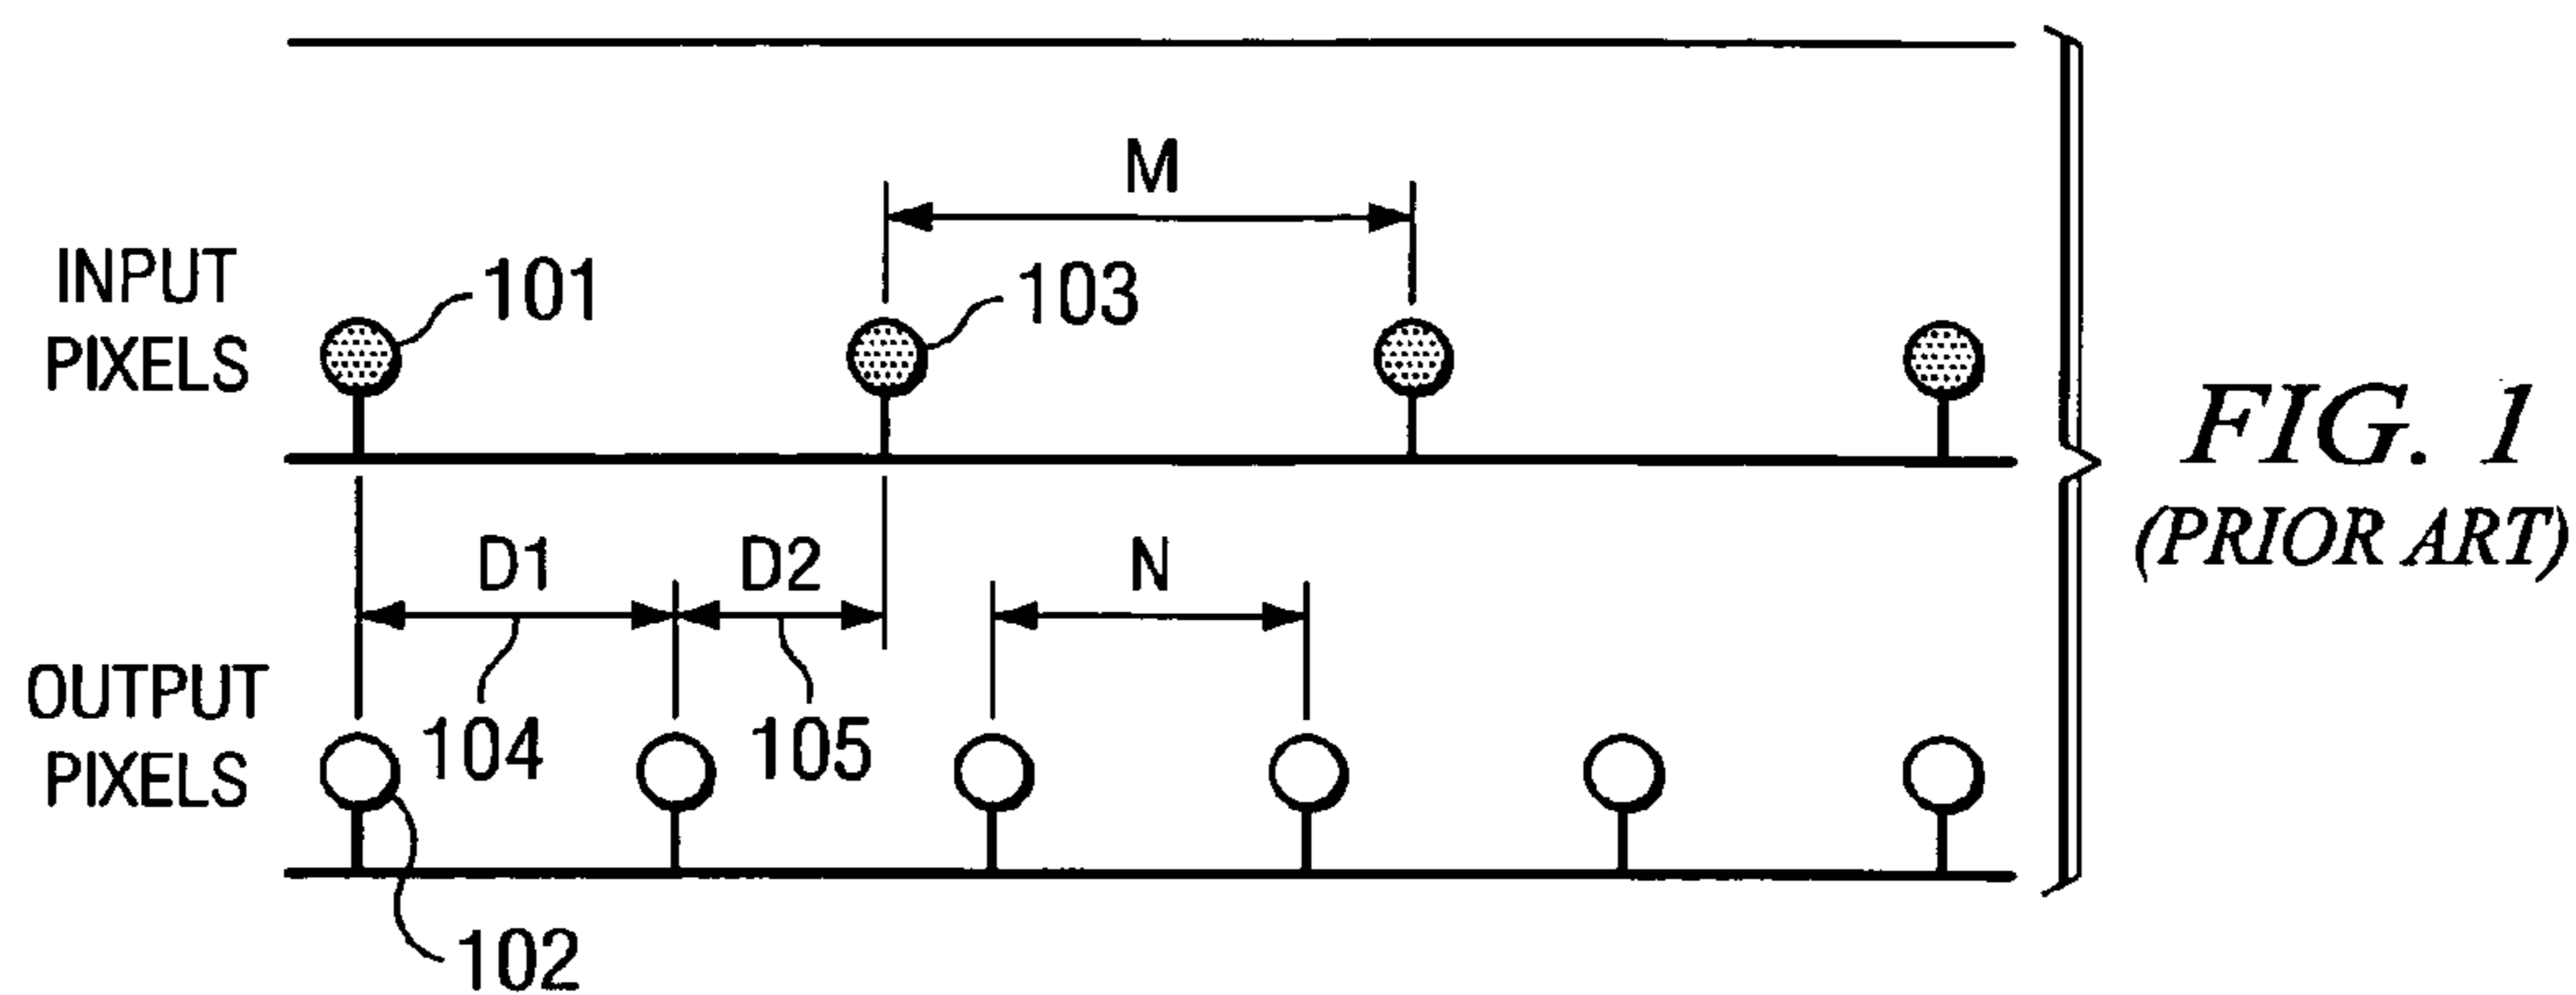 M
INPUT
PIXELS
101
103
FIG. 1
(PRIOR ART)
D1
D2
N
OUTPUT
PIXELS
104
105
102